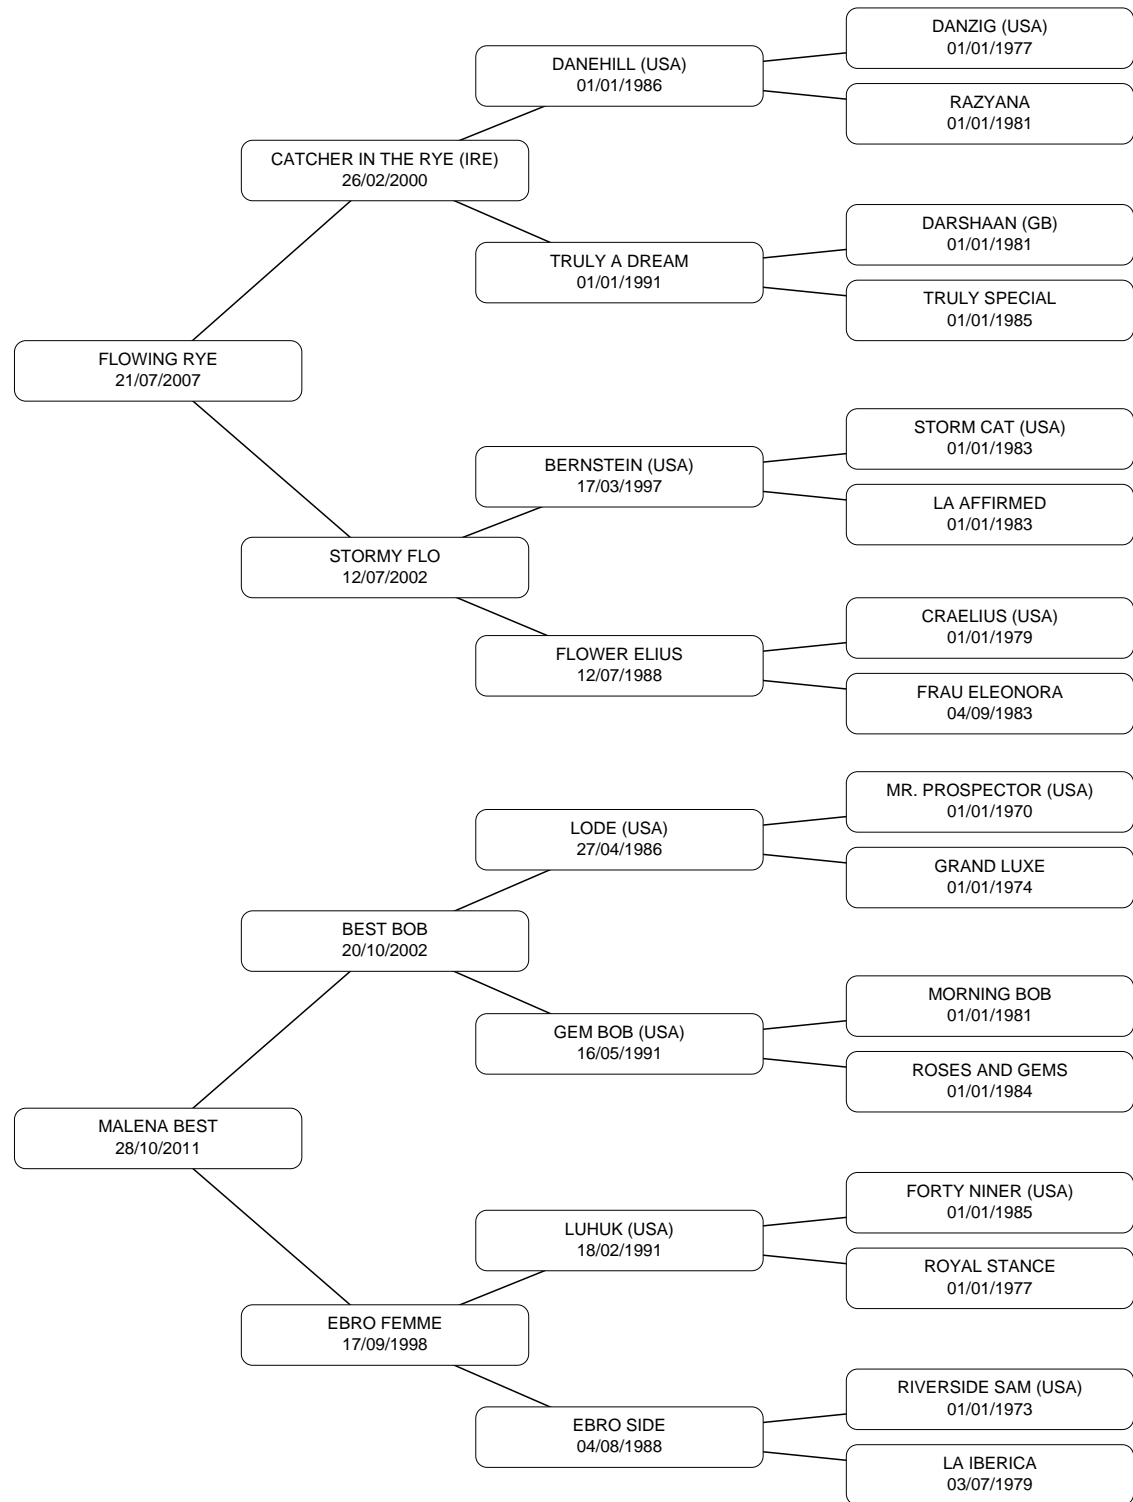 DANZIG (USA)
01/01/1977
DANEHILL (USA)
01/01/1986
RAZYANA
01/01/1981
CATCHER IN THE RYE (IRE)
26/02/2000
DARSHAAN (GB)
01/01/1981
TRULY A DREAM
01/01/1991
TRULY SPECIAL
01/01/1985
FLOWING RYE
21/07/2007
STORM CAT (USA)
01/01/1983
BERNSTEIN (USA)
17/03/1997
LA AFFIRMED
01/01/1983
STORMY FLO
12/07/2002
CRAELIUS (USA)
01/01/1979
FLOWER ELIUS
12/07/1988
FRAU ELEONORA
04/09/1983
MR. PROSPECTOR (USA)
01/01/1970
LODE (USA)
27/04/1986
GRAND LUXE
01/01/1974
BEST BOB
20/10/2002
MORNING BOB
01/01/1981
GEM BOB (USA)
16/05/1991
ROSES AND GEMS
01/01/1984
MALENA BEST
28/10/2011
FORTY NINER (USA)
01/01/1985
LUHUK (USA)
18/02/1991
ROYAL STANCE
01/01/1977
EBRO FEMME
17/09/1998
RIVERSIDE SAM (USA)
01/01/1973
EBRO SIDE
04/08/1988
LA IBERICA
03/07/1979